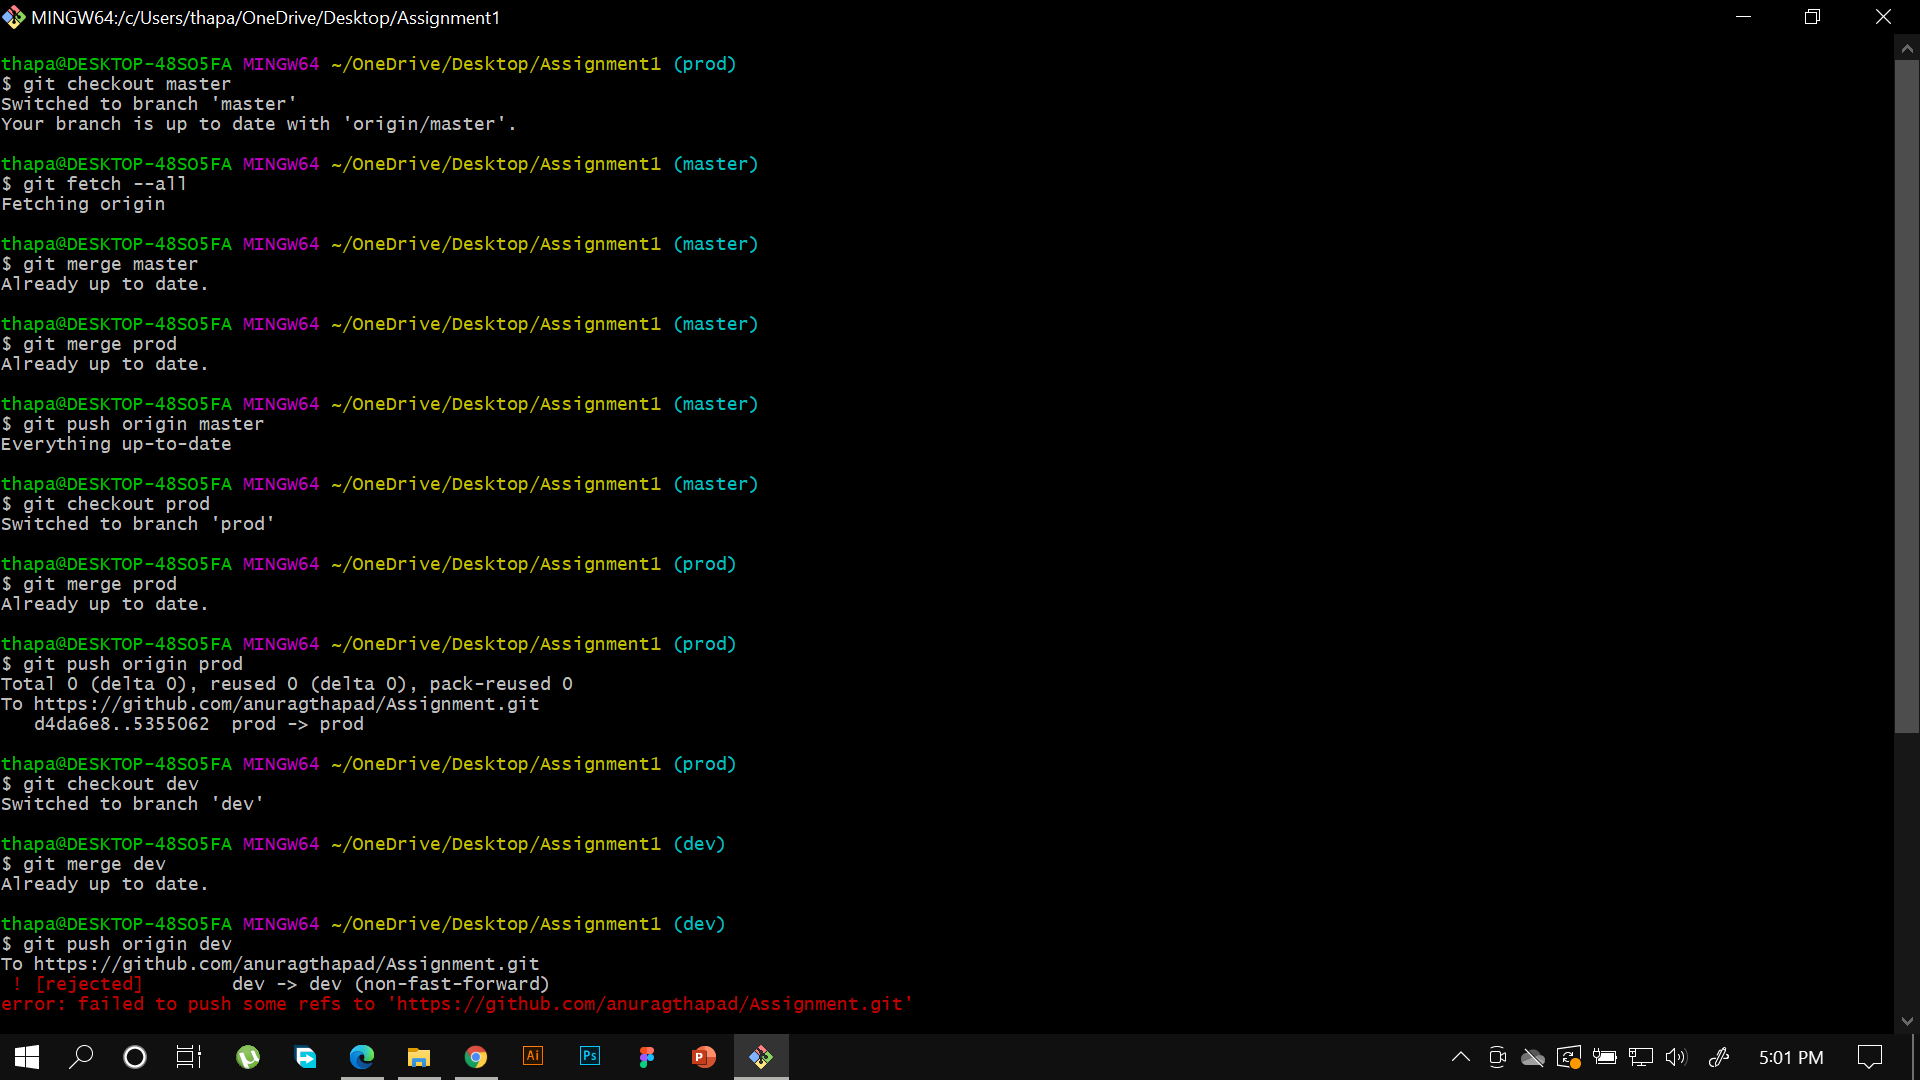 MINGW64:/c/Users/thapa/OneDrive/Desktop/Assignment1
thapa@DESKTOP-48SO5FA MINGW64 ~/OneDrive/Desktop/Assignment1 (prod)
$ git checkout master
Switched to branch 'master'
Your branch is up to date with 'origin/master'.
thapa@DESKTOP-48SO5FA MINGW64 ~/OneDrive/Desktop/Assignment1 (master)
$ git fetch --all
Fetching origin
thapa@DESKTOP-48SO5FA MINGW64 ~/OneDrive/Desktop/Assignment1 (master)
$ git merge master
Already up to date.
thapa@DESKTOP-48SO5FA MINGW64 ~/OneDrive/Desktop/Assignment1 (master)
$ git merge prod
Already up to date.
thapa@DESKTOP-48SO5FA MINGW64 ~/OneDrive/Desktop/Assignment1 (master)
$ git push origin master
Everything up-to-date
thapa@DESKTOP-48SO5FA MINGW64 ~/OneDrive/Desktop/Assignment1 (master)
$ git checkout prod
Switched to branch 'prod'
thapa@DESKTOP-48SO5FA MINGW64 ~/OneDrive/Desktop/Assignment1 (prod)
$ git merge prod
Already up to date.
thapa@DESKTOP-48SO5FA MINGW64 ~/OneDrive/Desktop/Assignment1 (prod)
$ git push origin prod
Total 0 (delta 0), reused 0 (delta 0), pack-reused 0
To https://github.com/anuragthapad/Assignment.git
d4da6e8..5355062  prod -> prod
thapa@DESKTOP-48SO5FA MINGW64 ~/OneDrive/Desktop/Assignment1 (prod)
$ git checkout dev
Switched to branch 'dev'
thapa@DESKTOP-48SO5FA MINGW64 ~/OneDrive/Desktop/Assignment1 (dev)
$ git merge dev
Already up to date.
thapa@DESKTOP-48SO5FA MINGW64 ~/OneDrive/Desktop/Assignment1 (dev)
$ git push origin dev
To https://github.com/anuragthapad/Assignment.git
! [rejected]        dev -> dev (non-fast-forward)
error: failed to push some refs to 'https://github.com/anuragthapad/Assignment.git'
Ai
Ps
P
5:01 PM